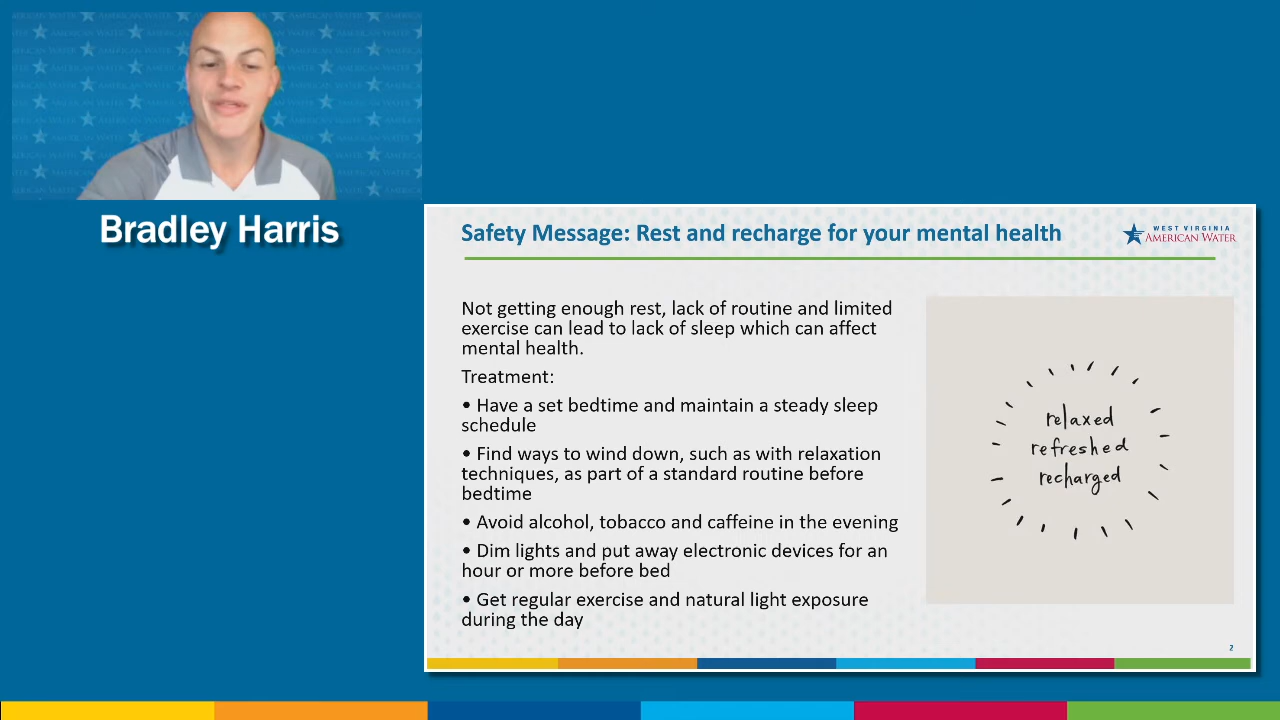 Bradley Harris
Safety Message: Rest and recharge for your mental health
WEST VIRGINIA
AMERICAN WATER
Not getting enough rest, lack of routine and limited
exercise can lead to lack of sleep which can affect
mental health.
Treatment:
• Have a set bedtime and maintain a steady sleep
schedule
• Find ways to wind down, such as with relaxation
techniques, as part of a standard routine before
bedtime
• Avoid alcohol, tobacco and caffeine in the evening
• Dim lights and put away electronic devices for an
hour or more before bed
• Get regular exercise and natural light exposure
during the day
relaxed
refreshed
recharged
2